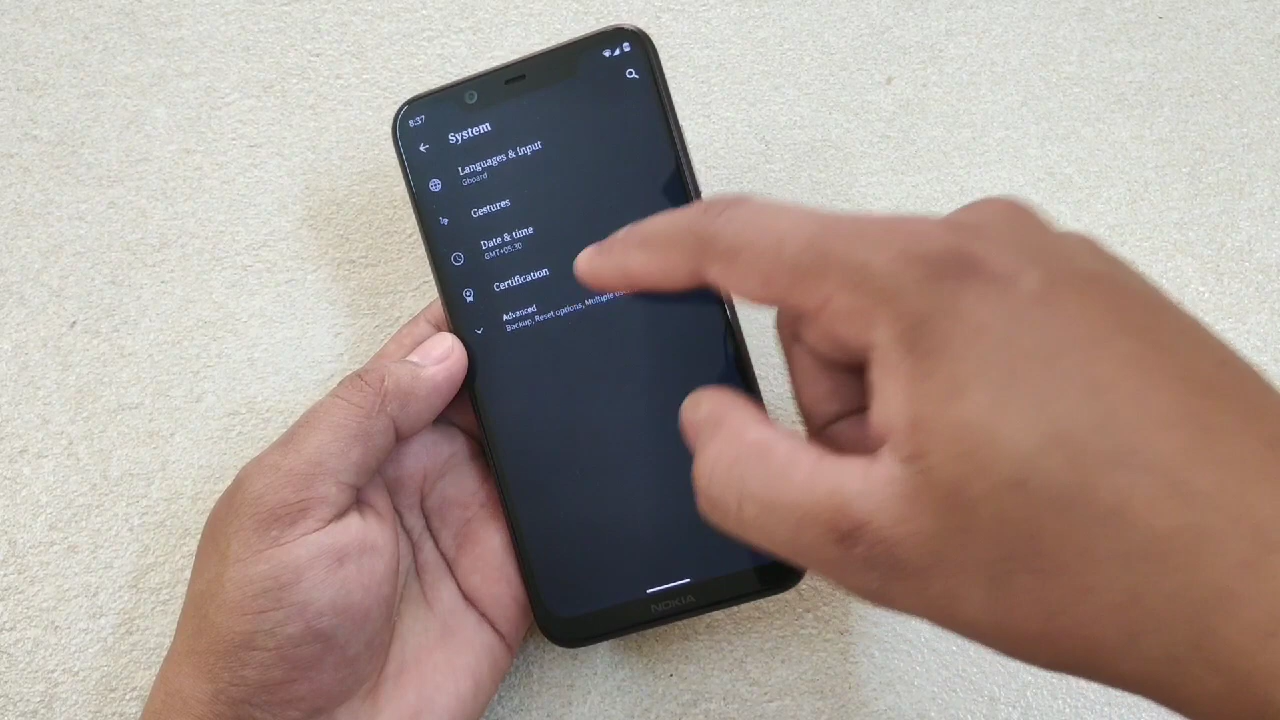 8:37
System
Languages & input
Gboard
Gestures
Date & time
GMT+05:30
Certification
Advanced
Backup, Reset options, Multiple
NOKIA